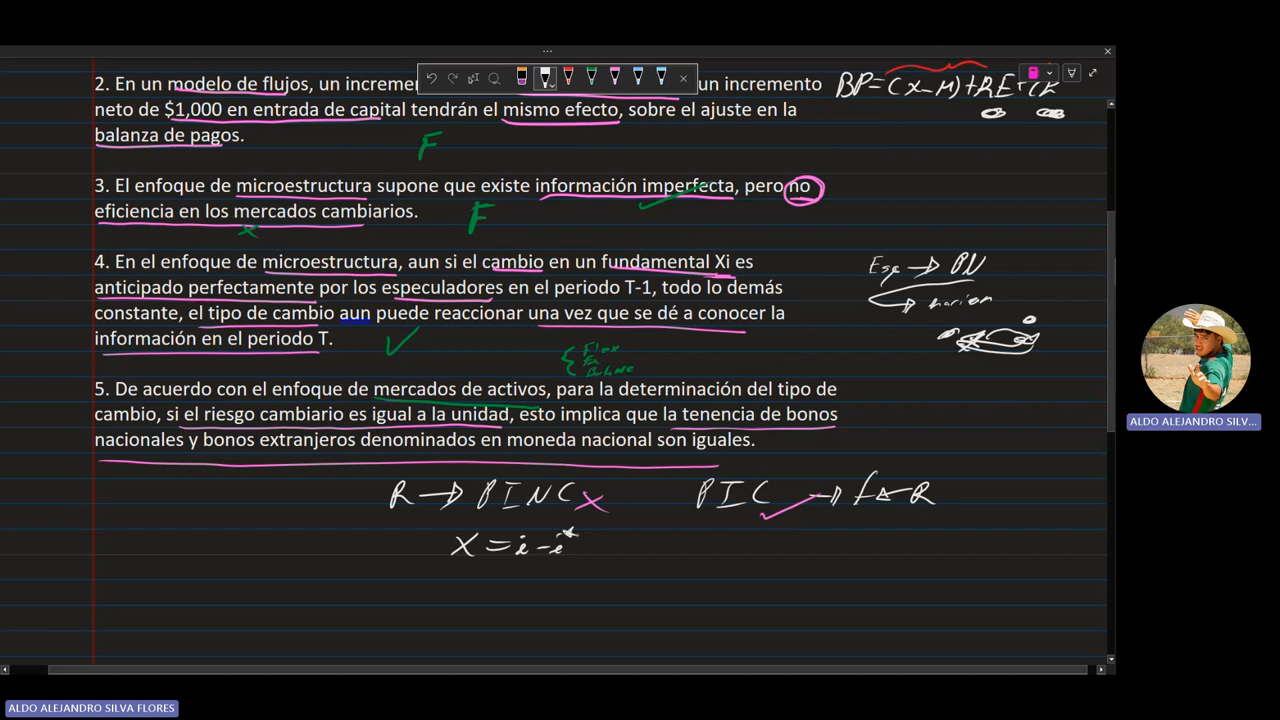 2. En un modelo de flujos, un increme un incremento BP=(X-M)+RE+CK
neto de $1,000 en entrada de capital tendrán el mismo efecto, sobre el ajuste en la
balanza de pagos.
F
3. El enfoque de microestructura supone que existe información imperfecta, pero no
eficiencia en los mercados cambiarios.
F
4. En el enfoque de microestructura, aun si el cambio en un fundamental Xi es
anticipado perfectamente por los especuladores en el periodo T-1, todo lo demás
constante, el tipo de cambio aun puede reaccionar una vez que se dé a conocer la
información en el periodo T.
Flex
5. De acuerdo con el enfoque de mercados de activos, para la determinación del tipo de
cambio, si el riesgo cambiario es igual a la unidad, esto implica que la tenencia de bonos
nacionales y bonos extranjeros denominados en moneda nacional son iguales.
R → PINC X PIC → R
X = i - i*
ALDO ALEJANDRO SILV...
ALDO ALEJANDRO SILVA FLORES